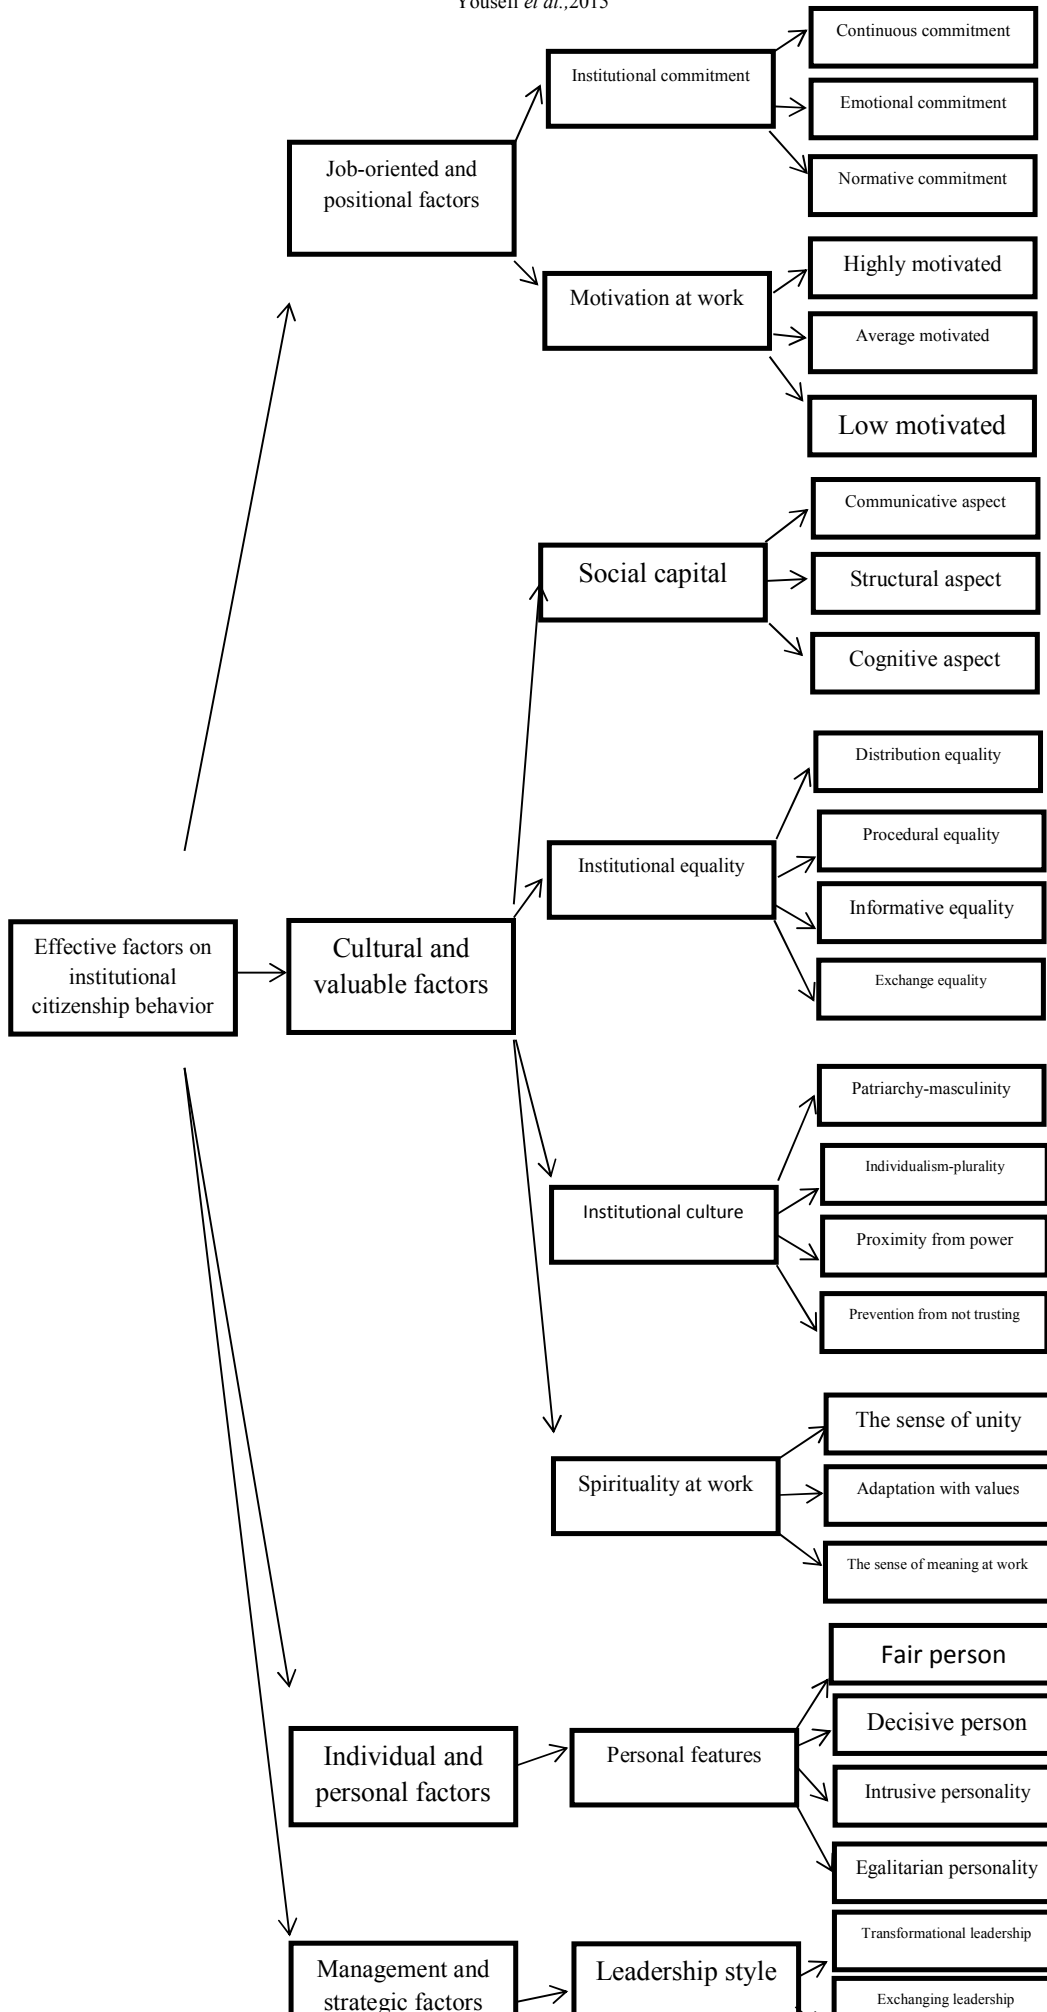 Yousefi et al.,2015
Continuous commitment
Institutional commitment
Emotional commitment
Normative commitment
Job-oriented and
positional factors
Highly motivated
Motivation at work
Average motivated
Low motivated
Communicative aspect
Social capital
Structural aspect
Cognitive aspect
Distribution equality
Procedural equality
Institutional equality
Informative equality
Exchange equality
Effective factors on
institutional
citizenship behavior
Cultural and
valuable factors
Patriarchy-masculinity
Individualism-plurality
Institutional culture
Proximity from power
Prevention from not trusting
The sense of unity
Spirituality at work
Adaptation with values
The sense of meaning at work
Fair person
Decisive person
Individual and
personal factors
Personal features
Intrusive personality
Egalitarian personality
Transformational leadership
Management and
strategic factors
Leadership style
Exchanging leadership